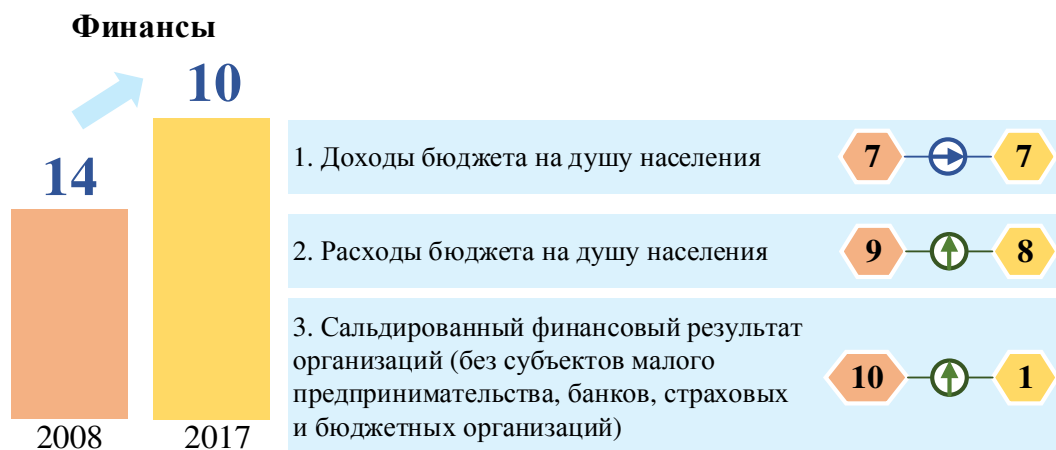 Финансы
14
10
2008
2017
1. Доходы бюджета на душу населения
7
7
2. Расходы бюджета на душу населения
9
8
3. Сальдированный финансовый результат
организаций (без субъектов малого
предпринимательства, банков, страховых
и бюджетных организаций)
10
1